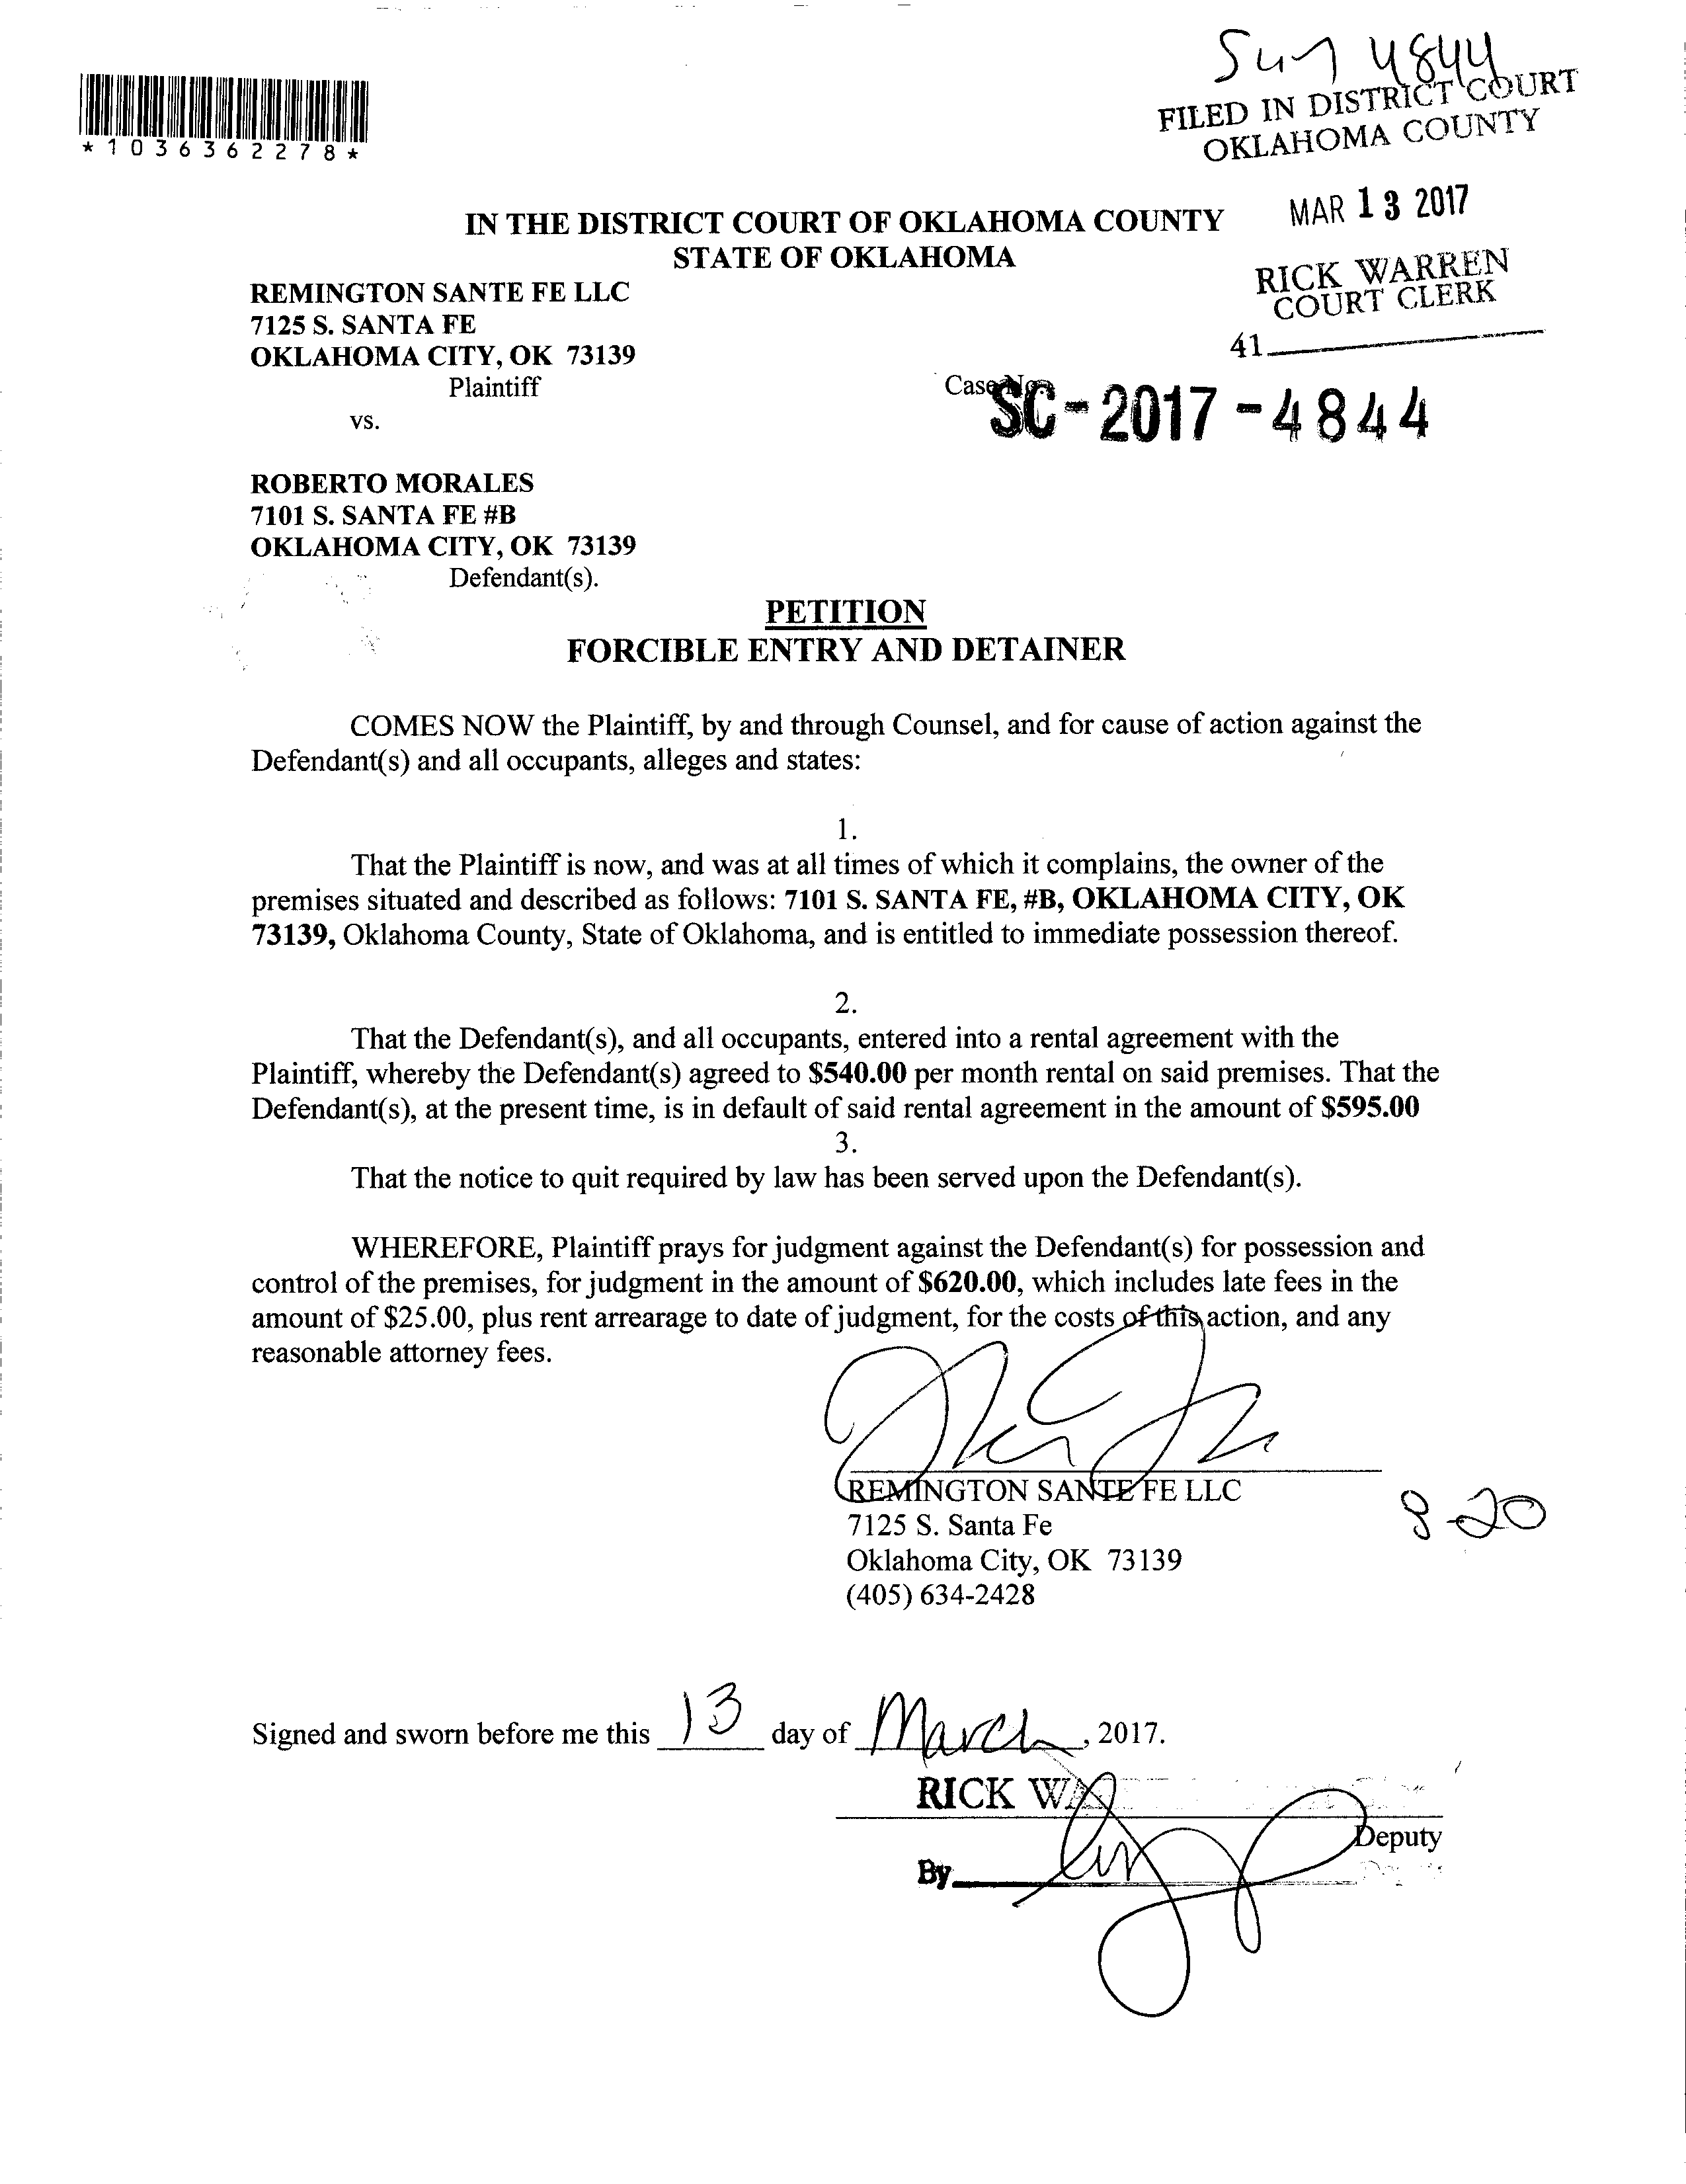 *1036362278*
4844
FILED IN DISTRICT COURT
OKLAHOMA COUNTY
MAR 13 2017
RICK WARREN
COURT CLERK
41
IN THE DISTRICT COURT OF OKLAHOMA COUNTY
STATE OF OKLAHOMA
REMINGTON SANTE FE LLC
7125 S. SANTA FE
OKLAHOMA CITY, OK 73139
Plaintiff
Case No.
SC-2017-4844
vs.
ROBERTO MORALES
7101 S. SANTA FE #B
OKLAHOMA CITY, OK 73139
Defendant(s).
PETITION
FORCIBLE ENTRY AND DETAINER
COMES NOW the Plaintiff, by and through Counsel, and for cause of action against the
Defendant(s) and all occupants, alleges and states:
1.
That the Plaintiff is now, and was at all times of which it complains, the owner of the
premises situated and described as follows: 7101 S. SANTA FE, #B, OKLAHOMA CITY, OK
73139, Oklahoma County, State of Oklahoma, and is entitled to immediate possession thereof.
2.
That the Defendant(s), and all occupants, entered into a rental agreement with the
Plaintiff, whereby the Defendant(s) agreed to $540.00 per month rental on said premises. That the
Defendant(s), at the present time, is in default of said rental agreement in the amount of $595.00
3.
That the notice to quit required by law has been served upon the Defendant(s).
WHEREFORE, Plaintiff prays for judgment against the Defendant(s) for possession and
control of the premises, for judgment in the amount of $620.00, which includes late fees in the
amount of $25.00, plus rent arrearage to date of judgment, for the costs of this action, and any
reasonable attorney fees.
REMINGTON SANTE FE LLC
7125 S. Santa Fe
8-20
Oklahoma City, OK 73139
(405) 634-2428
Signed and sworn before me this 13 day of March, 2017.
RICK WA
Deputy
By